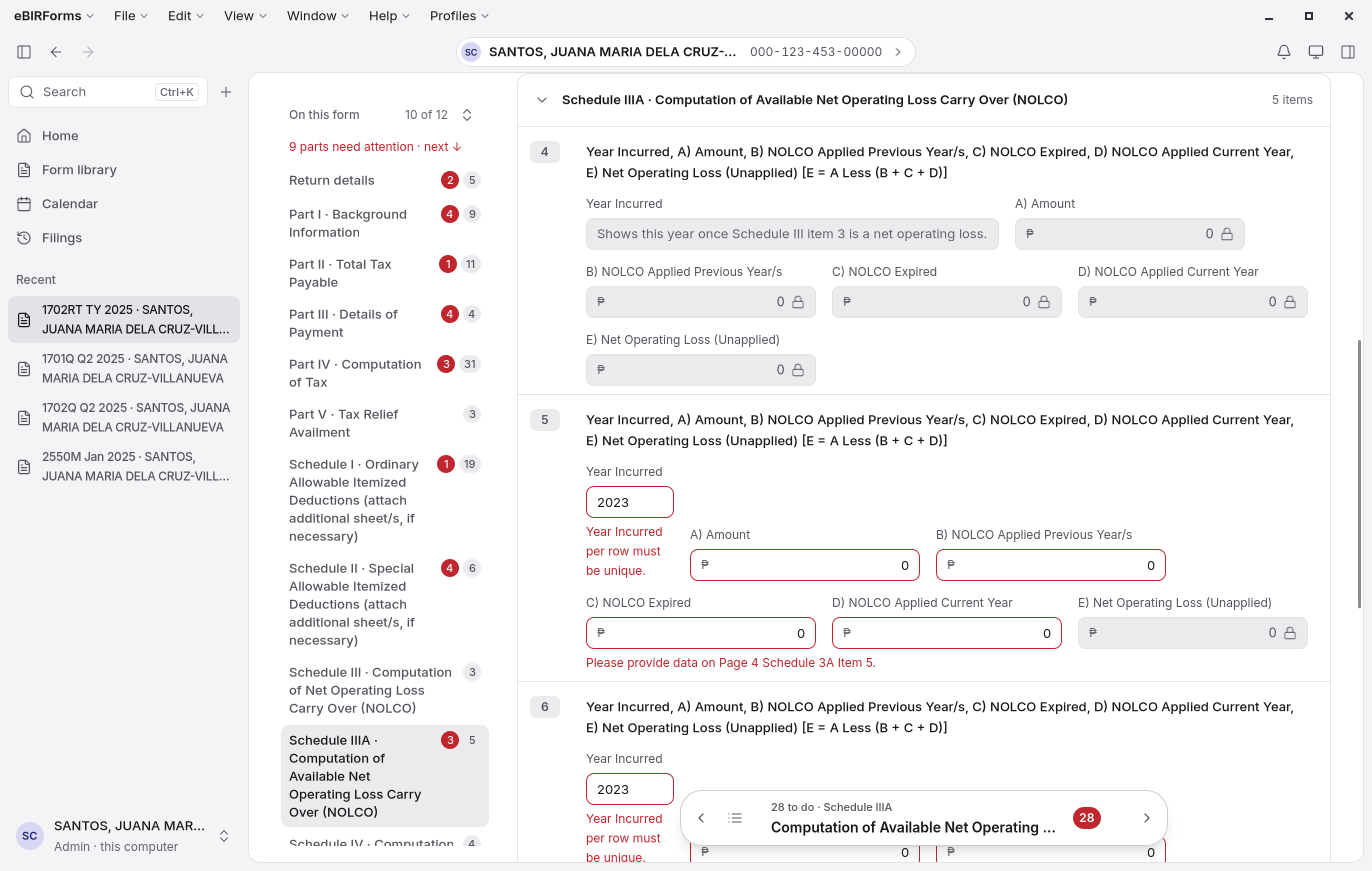 eBIRForms File Edit View Window Help Profiles
SC SANTOS, JUANA MARIA DELA CRUZ-... 000-123-453-00000
Search Ctrl+K
Home
Form library
Calendar
Filings
Recent
1702RT TY 2025 · SANTOS,
JUANA MARIA DELA CRUZ-VILL...
1701Q Q2 2025 · SANTOS, JUANA
MARIA DELA CRUZ-VILLANUEVA
1702Q Q2 2025 · SANTOS, JUANA
MARIA DELA CRUZ-VILLANUEVA
2550M Jan 2025 · SANTOS,
JUANA MARIA DELA CRUZ-VILL...
SC SANTOS, JUANA MAR...
Admin · this computer
On this form 10 of 12
9 parts need attention · next ↓
Return details 2 5
Part I · Background 4 9
Information
Part II · Total Tax 1 11
Payable
Part III · Details of 4 4
Payment
Part IV · Computation 3 31
of Tax
Part V · Tax Relief 3
Availment
Schedule I · Ordinary 1 19
Allowable Itemized
Deductions (attach
additional sheet/s, if
necessary)
Schedule II · Special 4 6
Allowable Itemized
Deductions (attach
additional sheet/s, if
necessary)
Schedule III · Computation 3
of Net Operating Loss
Carry Over (NOLCO)
Schedule IIIA · 3 5
Computation of
Available Net
Operating Loss Carry
Over (NOLCO)
Schedule IV · Computation 4
Schedule IIIA · Computation of Available Net Operating Loss Carry Over (NOLCO) 5 items
4 Year Incurred, A) Amount, B) NOLCO Applied Previous Year/s, C) NOLCO Expired, D) NOLCO Applied Current Year,
E) Net Operating Loss (Unapplied) [E = A Less (B + C + D)]
Year Incurred A) Amount
Shows this year once Schedule III item 3 is a net operating loss. ₱ 0
B) NOLCO Applied Previous Year/s C) NOLCO Expired D) NOLCO Applied Current Year
₱ 0 ₱ 0 ₱ 0
E) Net Operating Loss (Unapplied)
₱ 0
5 Year Incurred, A) Amount, B) NOLCO Applied Previous Year/s, C) NOLCO Expired, D) NOLCO Applied Current Year,
E) Net Operating Loss (Unapplied) [E = A Less (B + C + D)]
Year Incurred
2023
Year Incurred
per row must
be unique.
A) Amount B) NOLCO Applied Previous Year/s
₱ 0 ₱ 0
C) NOLCO Expired D) NOLCO Applied Current Year E) Net Operating Loss (Unapplied)
₱ 0 ₱ 0 ₱ 0
Please provide data on Page 4 Schedule 3A Item 5.
6 Year Incurred, A) Amount, B) NOLCO Applied Previous Year/s, C) NOLCO Expired, D) NOLCO Applied Current Year,
E) Net Operating Loss (Unapplied) [E = A Less (B + C + D)]
Year Incurred
2023
Year Incurred
per row must
be unique.
₱ 0 ₱ 0
28 to do · Schedule IIIA
Computation of Available Net Operating ... 28